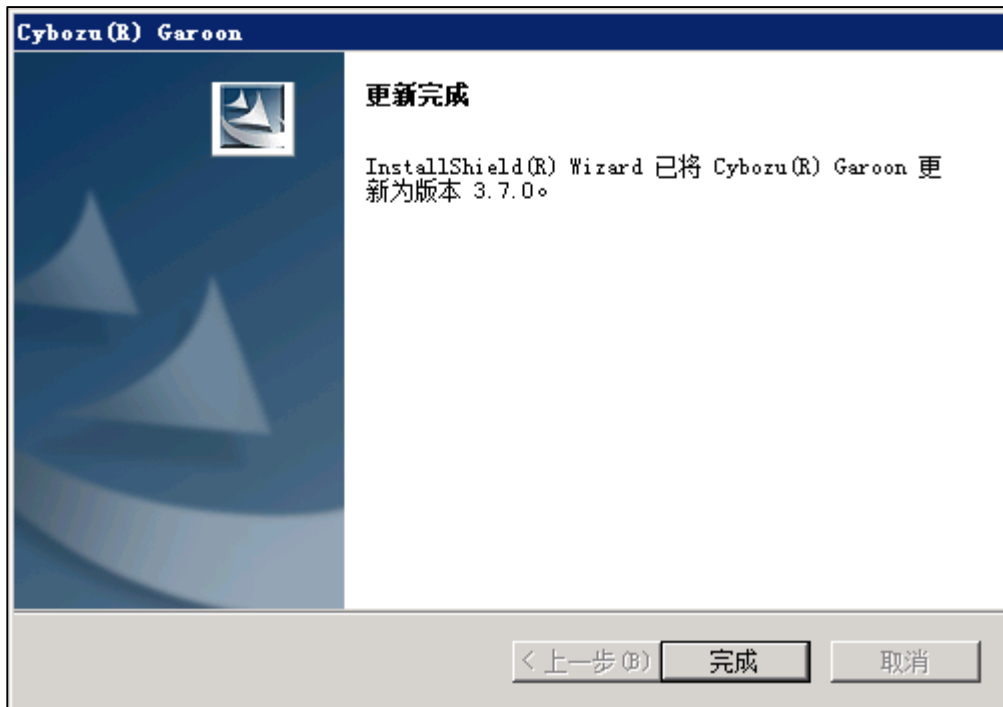 Cybozu(R) Garoon
更新完成
InstallShield(R) Wizard 已将 Cybozu(R) Garoon 更
新为版本 3.7.0。
< 上一步(B)
完成
取消